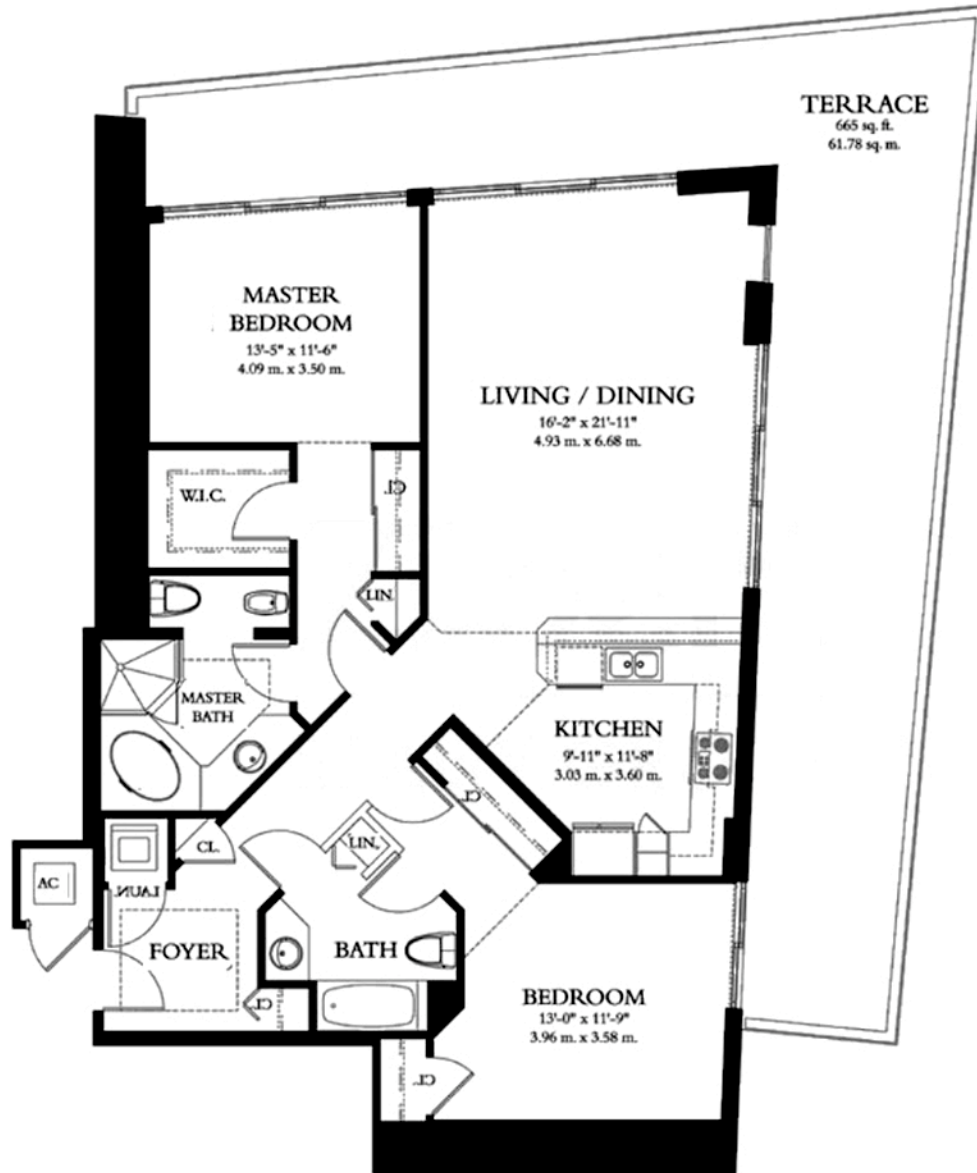 TERRACE
665 sq. ft.
61.78 sq. m.
MASTER
BEDROOM
13'-5" x 11'-6"
4.09 m. x 3.50 m.
LIVING / DINING
16'-2" x 21'-11"
4.93 m. x 6.68 m.
W.I.C.
CL.
LIN.
MASTER
BATH
KITCHEN
9'-11" x 11'-8"
3.03 m. x 3.60 m.
CL.
CL.
LIN.
AC
LAUN.
FOYER
BATH
CL.
BEDROOM
13'-0" x 11'-9"
3.96 m. x 3.58 m.
CL.